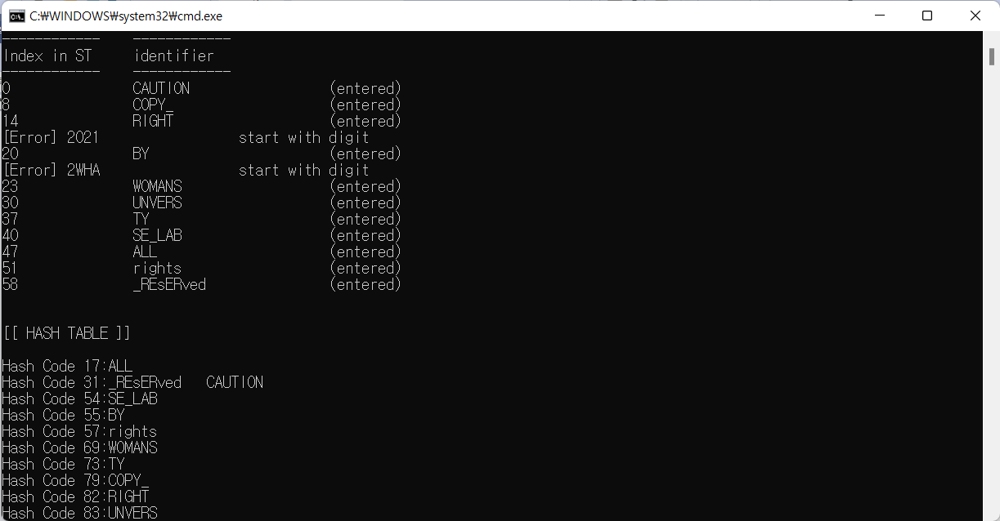 C:₩WINDOWS₩system32₩cmd.exe
------------ ------------
Index in ST identifier
------------ ------------
0 CAUTION (entered)
8 COPY_ (entered)
14 RIGHT (entered)
[Error] 2021 start with digit
20 BY (entered)
[Error] 2WHA start with digit
23 WOMANS (entered)
30 UNVERS (entered)
37 TY (entered)
40 SE_LAB (entered)
47 ALL (entered)
51 rights (entered)
58 _REsERved (entered)
[[ HASH TABLE ]]
Hash Code 17:ALL
Hash Code 31:_REsERved CAUTION
Hash Code 54:SE_LAB
Hash Code 55:BY
Hash Code 57:rights
Hash Code 69:WOMANS
Hash Code 73:TY
Hash Code 79:COPY_
Hash Code 82:RIGHT
Hash Code 83:UNVERS